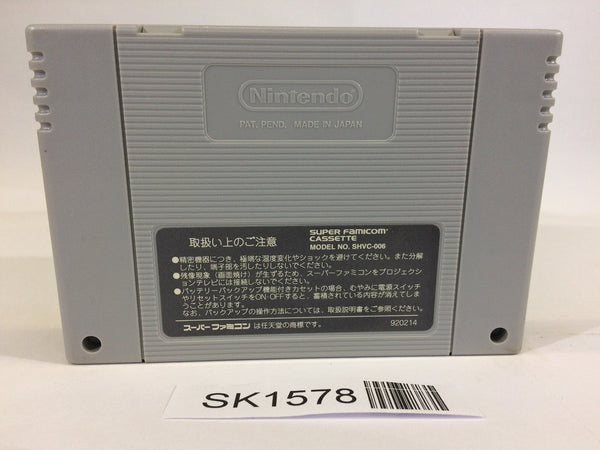 Nintendo
PAT. PEND. MADE IN JAPAN
取扱い上のご注意
SUPER FAMICOM
CASSETTE
MODEL NO. SHVC-006
●精密機器につき、極端な温度変化やショックを避けてください。また分解
したり、端子部を汚したりしないでください。
●残像現象（画面焼け）が生ずるため、スーパーファミコンをプロジェクシ
ョンテレビには接続しないでください。
●バッテリーバックアップ機能付きカセットの場合、むやみに電源スイッチ
やリセットスイッチをON・OFFすると、蓄積されている内容が消えてしま
うことがあります。
なお、バックアップの操作方法については、取扱説明書をご参照ください。
スーパーファミコン は任天堂の商標です。
920214
SK1578